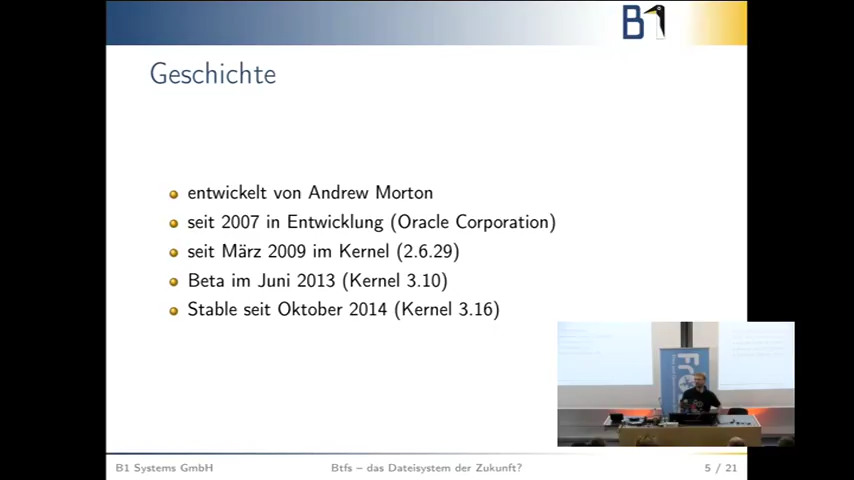 B1
Geschichte
entwickelt von Andrew Morton
seit 2007 in Entwicklung (Oracle Corporation)
seit März 2009 im Kernel (2.6.29)
Beta im Juni 2013 (Kernel 3.10)
Stable seit Oktober 2014 (Kernel 3.16)
B1 Systems GmbH
Btfs – das Dateisystem der Zukunft?
5 / 21